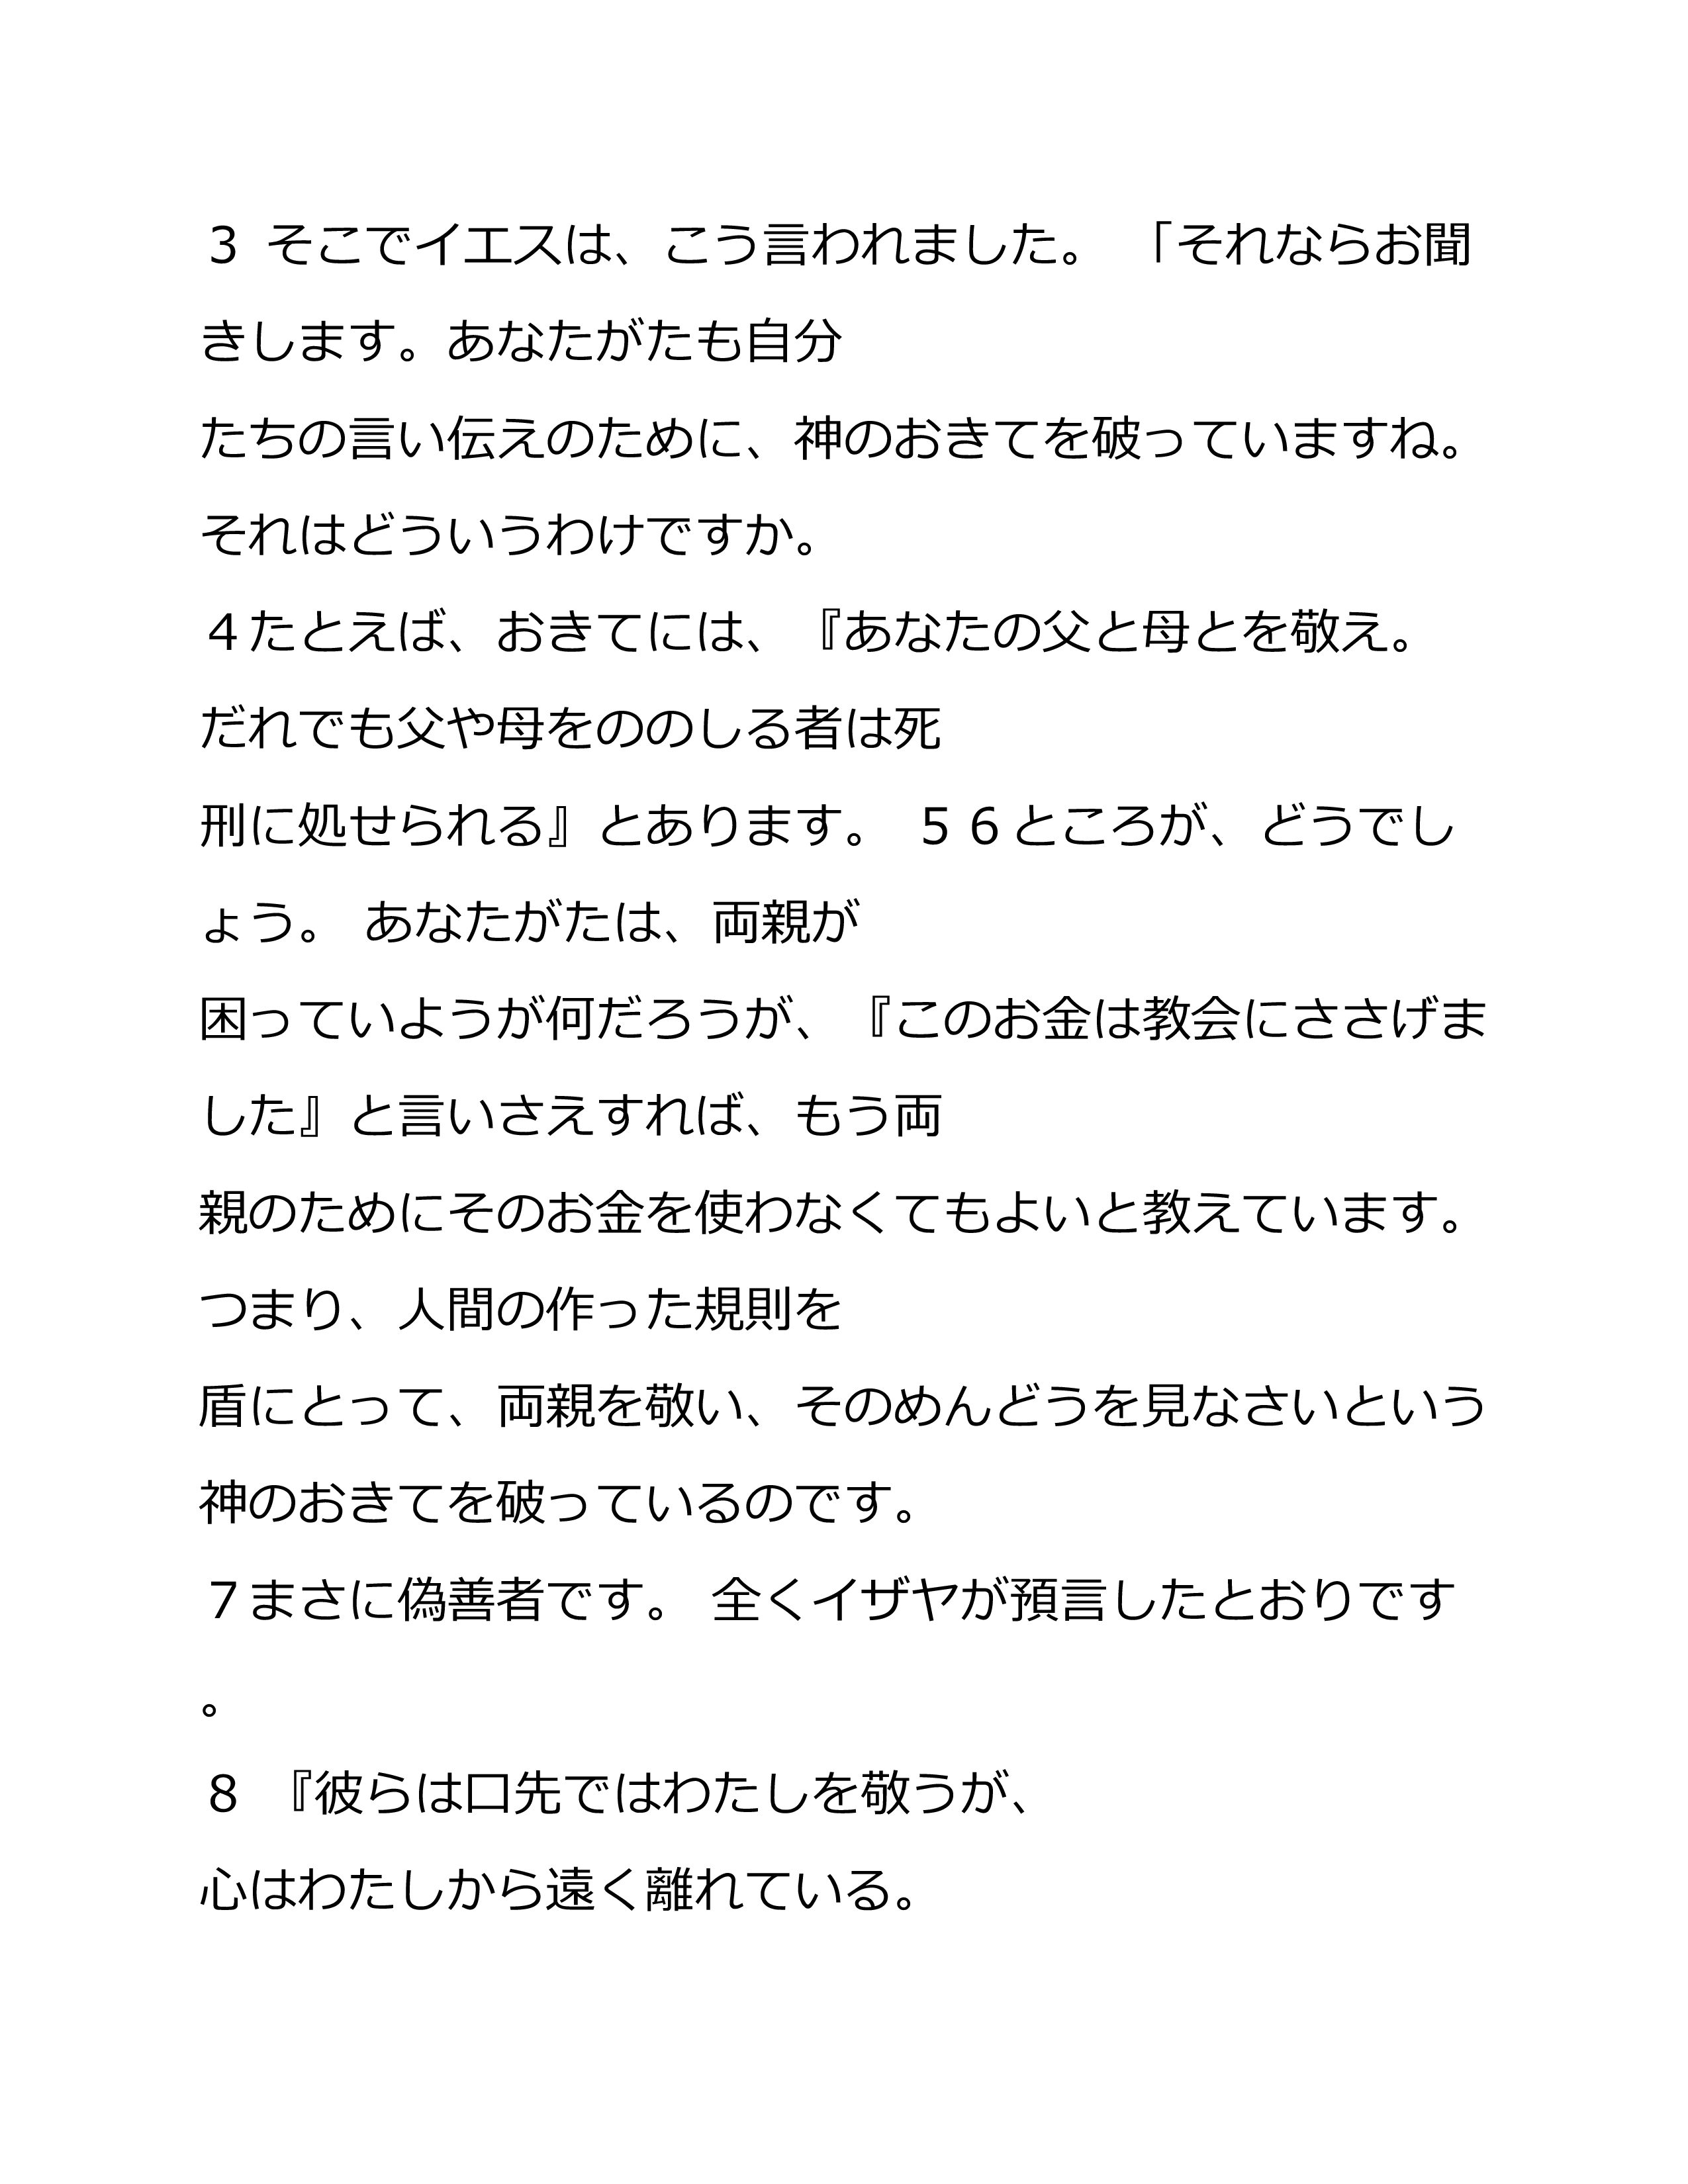 ３ そこでイエスは、こう言われました。 「それならお聞
きします。あなたがたも自分
たちの言い伝えのために、神のおきてを破っていますね。
それはどういうわけですか。
４たとえば、おきてには、『あなたの父と母とを敬え。
だれでも父や母をののしる者は死
刑に処せられる』とあります。 ５６ところが、どうでし
ょう。 あなたがたは、両親が
困っていようが何だろうが、『このお金は教会にささげま
した』と言いさえすれば、もう両
親のためにそのお金を使わなくてもよいと教えています。
つまり、人間の作った規則を
盾にとって、両親を敬い、そのめんどうを見なさいという
神のおきてを破っているのです。
７まさに偽善者です。 全くイザヤが預言したとおりです
。
８ 『彼らは口先ではわたしを敬うが、
心はわたしから遠く離れている。